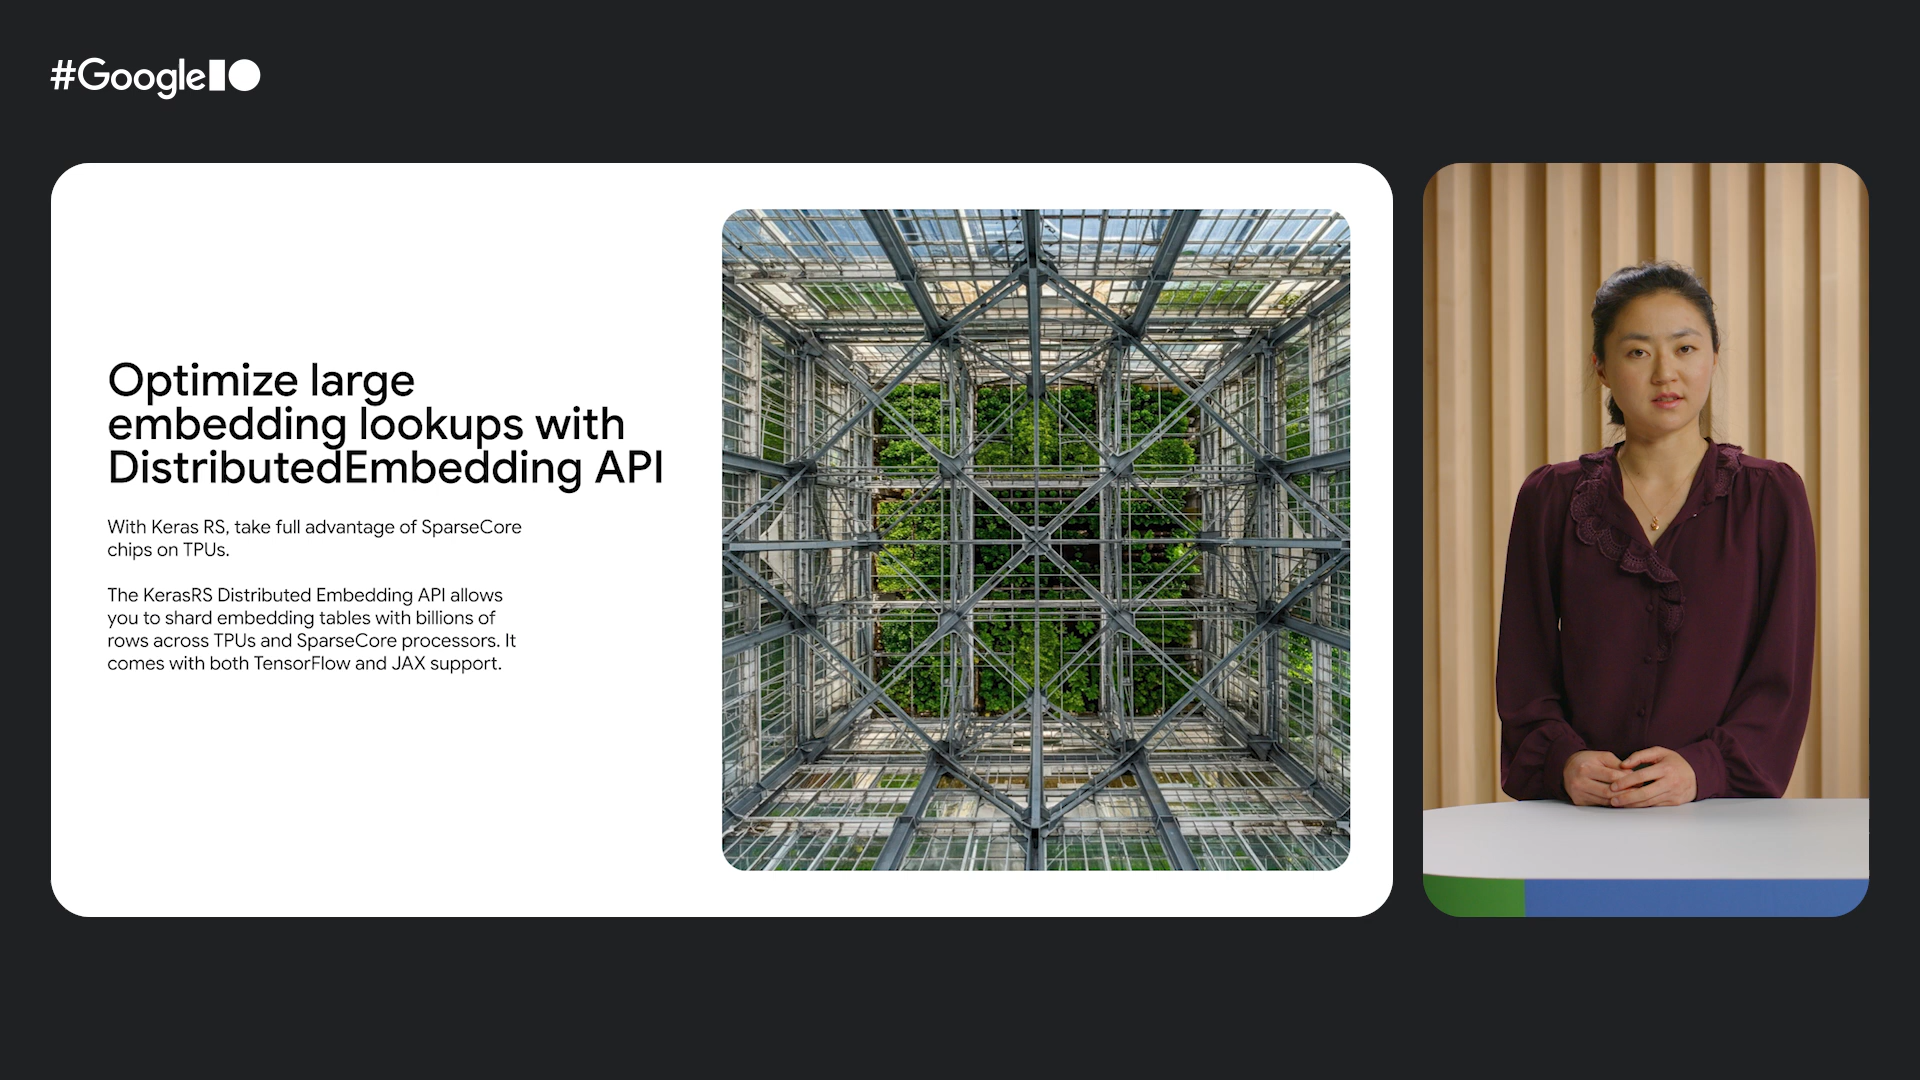 #GoogleIO
Optimize large
embedding lookups with
DistributedEmbedding API
With Keras RS, take full advantage of SparseCore
chips on TPUs.
The KerasRS Distributed Embedding API allows
you to shard embedding tables with billions of
rows across TPUs and SparseCore processors. It
comes with both TensorFlow and JAX support.